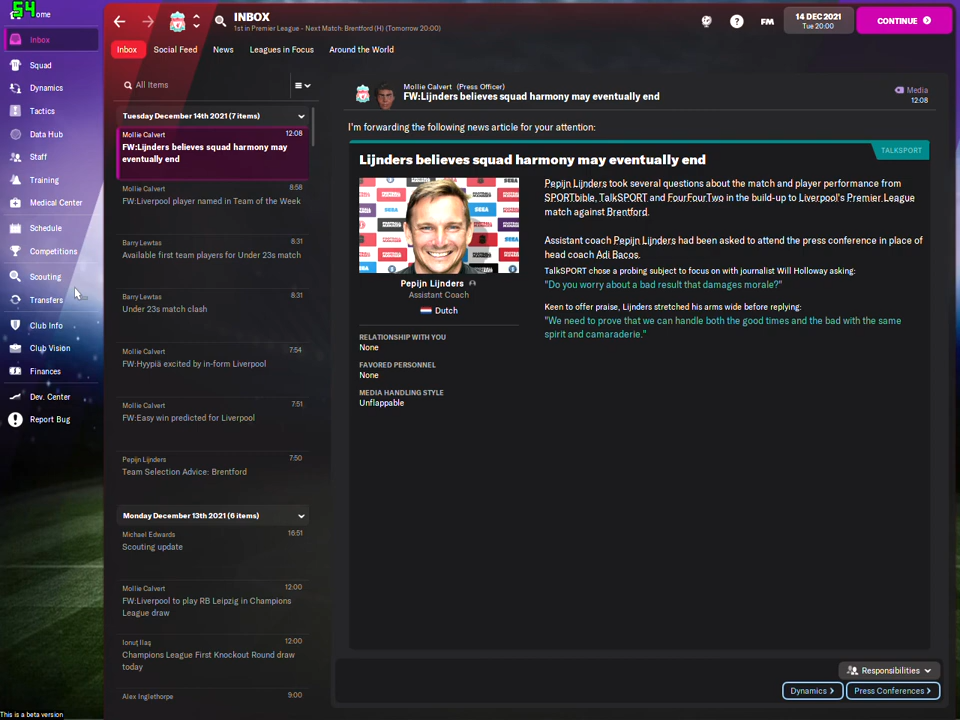 54
ome
Inbox
Squad
Dynamics
Tactics
Data Hub
Staff
Training
Medical Center
Schedule
Competitions
Scouting
Transfers
Club Info
Club Vision
Finances
Dev. Center
Report Bug
This is a beta version
INBOX
1st in Premier League - Next Match: Brentford (H) (Tomorrow 20:00)
FM
14 DEC 2021
Tue 20:00
CONTINUE
Inbox
Social Feed
News
Leagues in Focus
Around the World
All Items
Tuesday December 14th 2021 (7 items)
Mollie Calvert 12:08
FW:Lijnders believes squad harmony may
eventually end
Mollie Calvert 8:58
FW:Liverpool player named in Team of the Week
Barry Lewtas 8:31
Available first team players for Under 23s match
Barry Lewtas 8:31
Under 23s match clash
Mollie Calvert 7:54
FW:Hyypiä excited by in-form Liverpool
Mollie Calvert 7:51
FW:Easy win predicted for Liverpool
Pepijn Lijnders 7:50
Team Selection Advice: Brentford
Monday December 13th 2021 (6 items)
Michael Edwards 16:51
Scouting update
Mollie Calvert 12:00
FW:Liverpool to play RB Leipzig in Champions
League draw
Ionuț Ilaș 12:00
Champions League First Knockout Round draw
today
Alex Inglethorpe 9:00
Mollie Calvert (Press Officer)
FW:Lijnders believes squad harmony may eventually end
Media
12:08
I'm forwarding the following news article for your attention:
TALKSPORT
Lijnders believes squad harmony may eventually end
Pepijn Lijnders took several questions about the match and player performance from
SPORTbible, TalkSPORT and FourFourTwo in the build-up to Liverpool's Premier League
match against Brentford.
Assistant coach Pepijn Lijnders had been asked to attend the press conference in place of
head coach Adi Bacoș.
TalkSPORT chose a probing subject to focus on with journalist Will Holloway asking:
"Do you worry about a bad result that damages morale?"
Keen to offer praise, Lijnders stretched his arms wide before replying:
"We need to prove that we can handle both the good times and the bad with the same
spirit and camaraderie."
SEGA
Pepijn Lijnders
Assistant Coach
Dutch
RELATIONSHIP WITH YOU
None
FAVORED PERSONNEL
None
MEDIA HANDLING STYLE
Unflappable
Responsibilities
Dynamics
Press Conferences